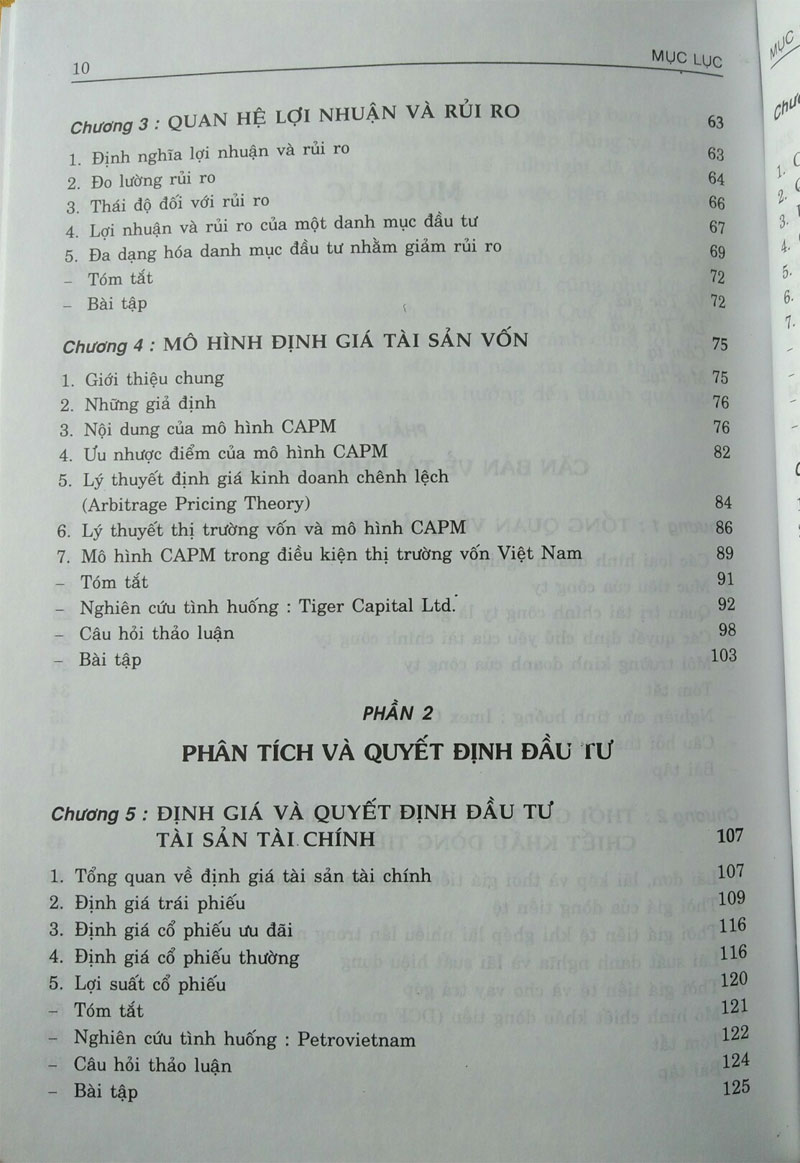 10 MỤC LỤC
Chương 3 : QUAN HỆ LỢI NHUẬN VÀ RỦI RO 63
1. Định nghĩa lợi nhuận và rủi ro 63
2. Đo lường rủi ro 64
3. Thái độ đối với rủi ro 66
4. Lợi nhuận và rủi ro của một danh mục đầu tư 67
5. Đa dạng hóa danh mục đầu tư nhằm giảm rủi ro 69
– Tóm tắt 72
– Bài tập 72
Chương 4 : MÔ HÌNH ĐỊNH GIÁ TÀI SẢN VỐN 75
1. Giới thiệu chung 75
2. Những giả định 76
3. Nội dung của mô hình CAPM 76
4. Ưu nhược điểm của mô hình CAPM 82
5. Lý thuyết định giá kinh doanh chênh lệch
(Arbitrage Pricing Theory) 84
6. Lý thuyết thị trường vốn và mô hình CAPM 86
7. Mô hình CAPM trong điều kiện thị trường vốn Việt Nam 89
– Tóm tắt 91
– Nghiên cứu tình huống : Tiger Capital Ltd. 92
– Câu hỏi thảo luận 98
– Bài tập 103
PHẦN 2
PHÂN TÍCH VÀ QUYẾT ĐỊNH ĐẦU TƯ
Chương 5 : ĐỊNH GIÁ VÀ QUYẾT ĐỊNH ĐẦU TƯ
TÀI SẢN TÀI CHÍNH 107
1. Tổng quan về định giá tài sản tài chính 107
2. Định giá trái phiếu 109
3. Định giá cổ phiếu ưu đãi 116
4. Định giá cổ phiếu thường 116
5. Lợi suất cổ phiếu 120
– Tóm tắt 121
– Nghiên cứu tình huống : Petrovietnam 122
– Câu hỏi thảo luận 124
– Bài tập 125
MỤC
1.
2.
3.
4.
5.
6.
7.